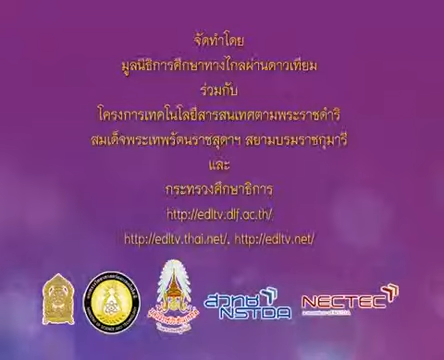 จัดทำโดย
มูลนิธิการศึกษาทางไกลผ่านดาวเทียม
ร่วมกับ
โครงการเทคโนโลยีสารสนเทศตามพระราชดำริ
สมเด็จพระเทพรัตนราชสุดาฯ สยามบรมราชกุมารี
และ
กระทรวงศึกษาธิการ
http://edltv.dlf.ac.th/
http://edltv.thai.net/, http://edltv.net/
สวทช
NSTDA
NECTEC